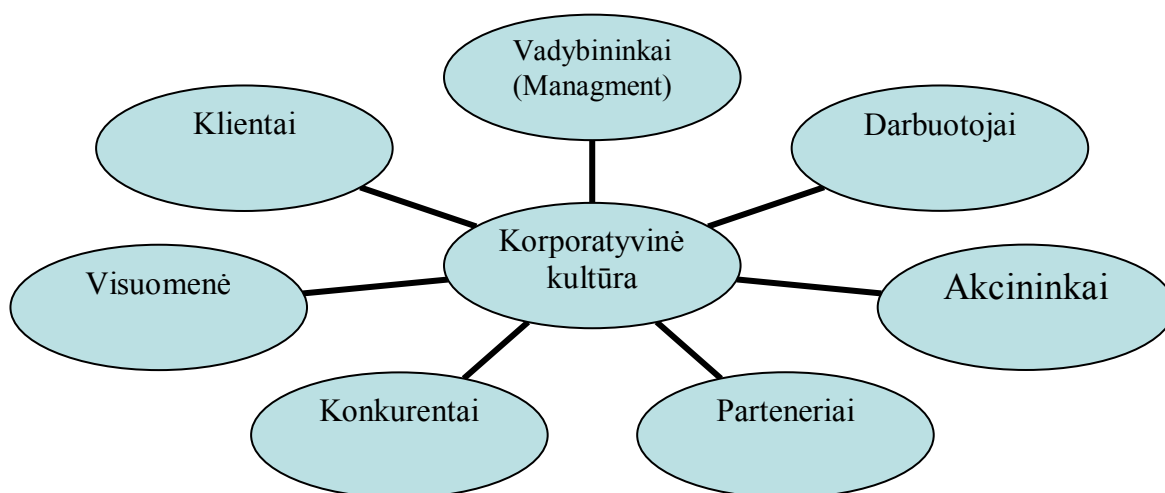 Vadybininkai
(Managment)
Klientai
Darbuotojai
Korporatyvinė
kultūra
Visuomenė
Akcininkai
Konkurentai
Parteneriai